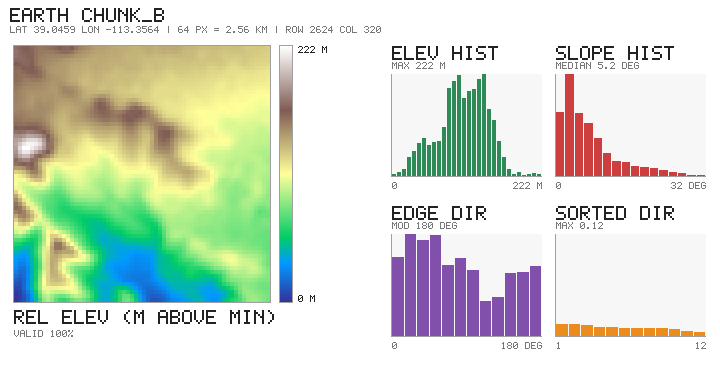 EARTH CHUNK_B
LAT 39.0459 LON -113.3564 | 64 PX = 2.56 KM | ROW 2624 COL 320
222 M
0 M
REL ELEV (M ABOVE MIN)
VALID 100%
ELEV HIST
MAX 222 M
0 222 M
SLOPE HIST
MEDIAN 5.2 DEG
0 32 DEG
EDGE DIR
MOD 180 DEG
0 180 DEG
SORTED DIR
MAX 0.12
1 12